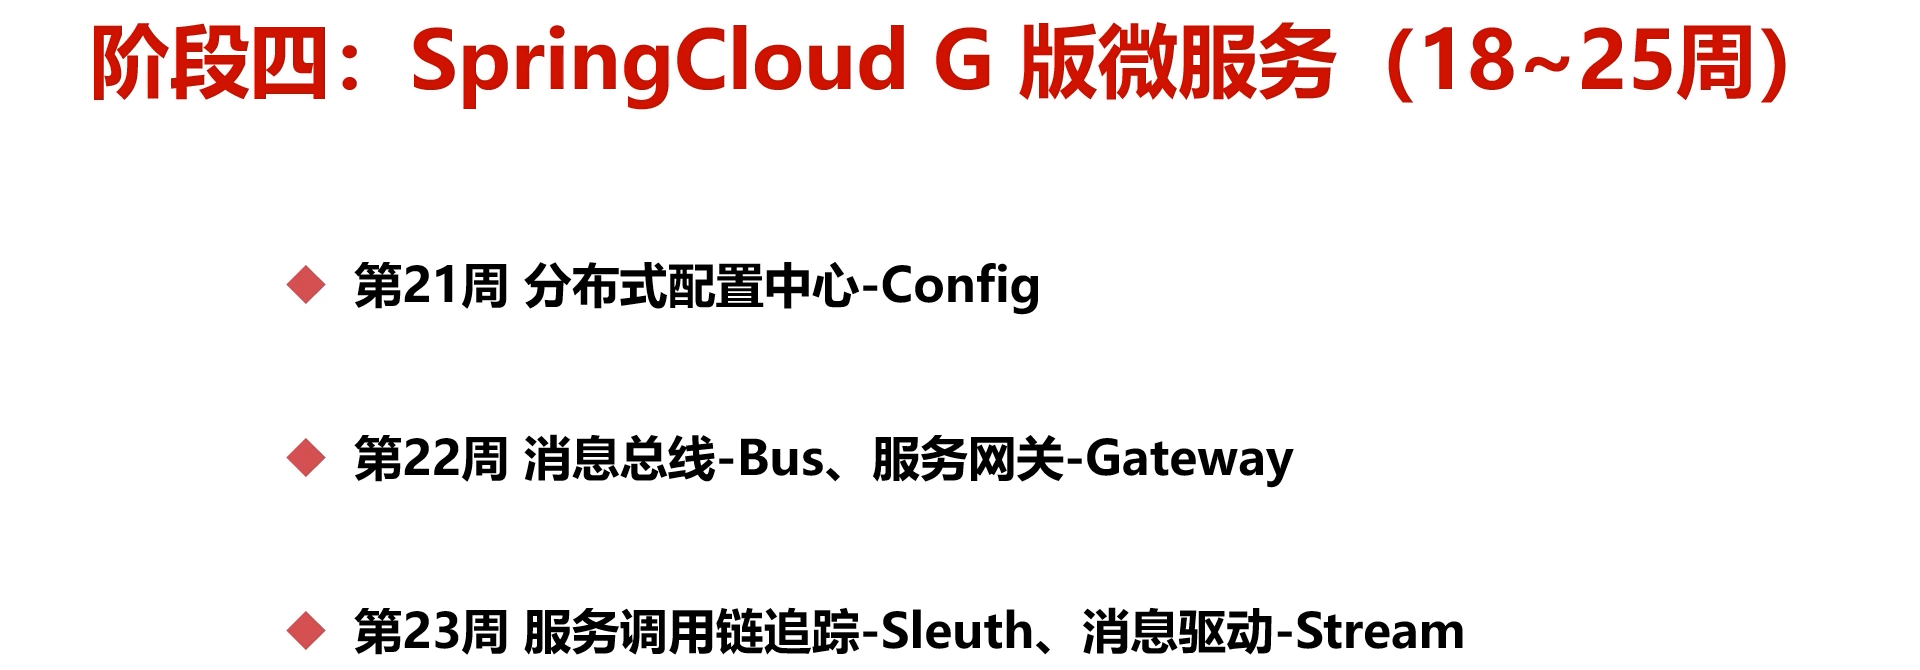 阶段四：SpringCloud G 版微服务（18~25周）
第21周 分布式配置中心-Config
第22周 消息总线-Bus、服务网关-Gateway
第23周 服务调用链追踪-Sleuth、消息驱动-Stream